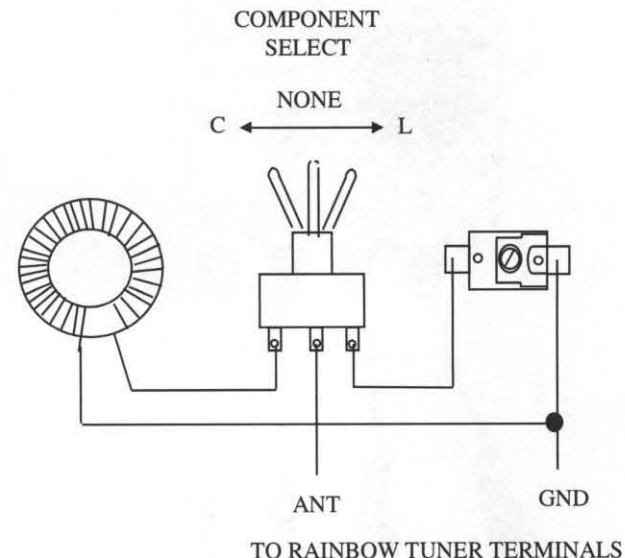 COMPONENT
SELECT
NONE
C L
ANT
GND
TO RAINBOW TUNER TERMINALS